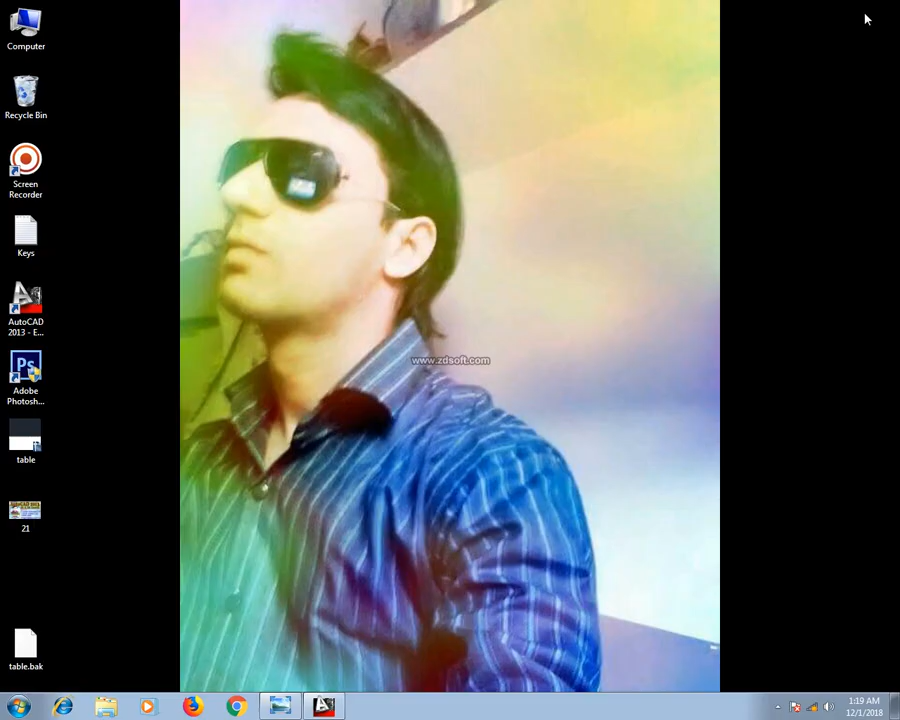 Computer
Recycle Bin
Screen
Recorder
Keys
AutoCAD
2013 - E...
Ps
Adobe
Photosh...
table
21
table.bak
www.zdsoft.com
1:19 AM
12/1/2018